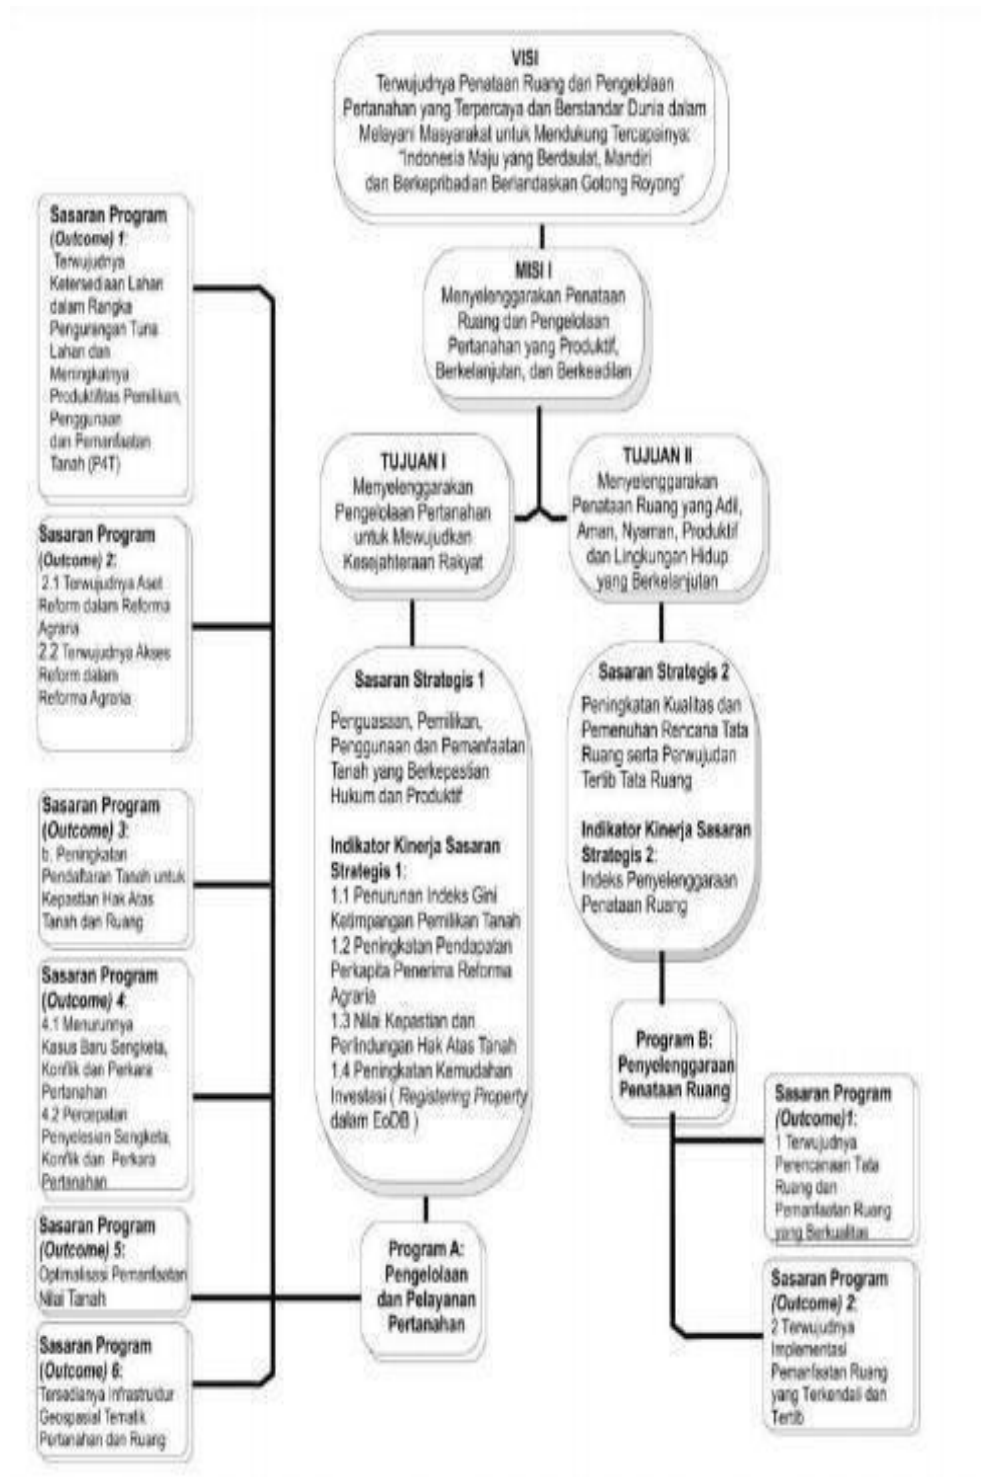 VISI
Terwujudnya Penataan Ruang dan Pengelolaan
Pertanahan yang Terpercaya dan Berstandar Dunia dalam
Melayani Masyarakat untuk Mendukung Tercapainya:
"Indonesia Maju yang Berdaulat, Mandiri
dan Berkepribadian Berlandaskan Gotong Royong"
MISI I
Menyelenggarakan Penataan
Ruang dan Pengelolaan
Pertanahan yang Produktif,
Berkelanjutan, dan Berkeadilan
TUJUAN I
Menyelenggarakan
Pengelolaan Pertanahan
untuk Mewujudkan
Kesejahteraan Rakyat
TUJUAN II
Menyelenggarakan
Penataan Ruang yang Adil,
Aman, Nyaman, Produktif
dan Lingkungan Hidup
yang Berkelanjutan
Sasaran Strategis 1
Penguasaan, Pemilikan,
Penggunaan dan Pemanfaatan
Tanah yang Berkepastian
Hukum dan Produktif
Indikator Kinerja Sasaran
Strategis 1:
1.1 Penurunan Indeks Gini
Ketimpangan Pemilikan Tanah
1.2 Peningkatan Pendapatan
Perkapita Penerima Reforma
Agraria
1.3 Nilai Kepastian dan
Perlindungan Hak Atas Tanah
1.4 Peningkatan Kemudahan
Investasi ( Registering Property
dalam EoDB )
Sasaran Strategis 2
Peningkatan Kualitas dan
Pemenuhan Rencana Tata
Ruang serta Perwujudan
Tertib Tata Ruang
Indikator Kinerja Sasaran
Strategis 2:
Indeks Penyelenggaraan
Penataan Ruang
Program A:
Pengelolaan
dan Pelayanan
Pertanahan
Program B:
Penyelenggaraan
Penataan Ruang
Sasaran Program
(Outcome) 1:
Terwujudnya
Ketersediaan Lahan
dalam Rangka
Pengurangan Tuna
Lahan dan
Meningkatnya
Produktifitas Pemilikan,
Penggunaan
dan Pemanfaatan
Tanah (P4T)
Sasaran Program
(Outcome) 2:
2.1 Terwujudnya Aset
Reform dalam Reforma
Agraria
2.2 Terwujudnya Akses
Reform dalam
Reforma Agraria
Sasaran Program
(Outcome) 3:
b. Peningkatan
Pendaftaran Tanah untuk
Kepastian Hak Atas
Tanah dan Ruang
Sasaran Program
(Outcome) 4:
4.1 Menurunnya
Kasus Baru Sengketa,
Konflik dan Perkara
Pertanahan
4.2 Percepatan
Penyelesian Sengketa,
Konflik dan Perkara
Pertanahan
Sasaran Program
(Outcome) 5:
Optimalisasi Pemanfaatan
Nilai Tanah
Sasaran Program
(Outcome) 6:
Tersedianya Infrastruktur
Geospasial Tematik
Pertanahan dan Ruang
Sasaran Program
(Outcome)1:
1 Terwujudnya
Perencanaan Tata
Ruang dan
Pemanfaatan Ruang
yang Berkualitas
Sasaran Program
(Outcome) 2:
2 Terwujudnya
Implementasi
Pemanfaatan Ruang
yang Terkendali dan
Tertib